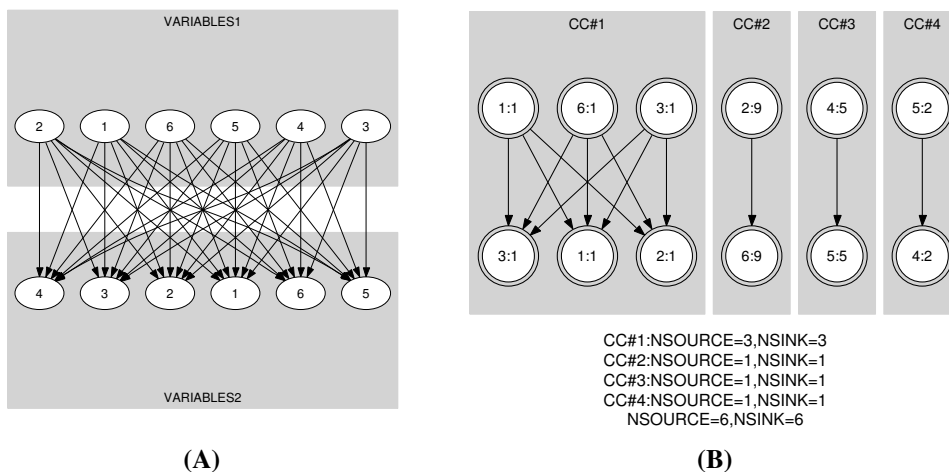 VARIABLES1
2 1 6 5 4 3
4 3 2 1 6 5
VARIABLES2
(A)
CC#1 CC#2 CC#3 CC#4
1:1 6:1 3:1 2:9 4:5 5:2
3:1 1:1 2:1 6:9 5:5 4:2
CC#1:NSOURCE=3,NSINK=3
CC#2:NSOURCE=1,NSINK=1
CC#3:NSOURCE=1,NSINK=1
CC#4:NSOURCE=1,NSINK=1
NSOURCE=6,NSINK=6
(B)